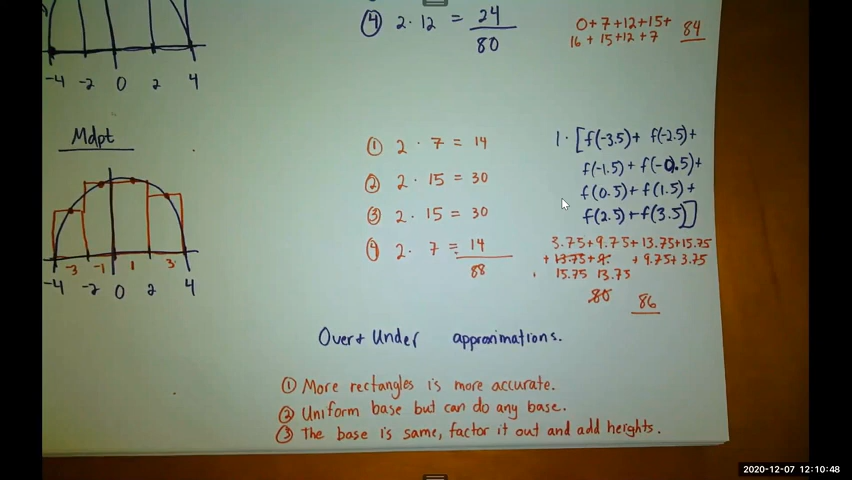 ④ 2 · 12 = 24
80
0 + 7 + 12 + 15 +
16 + 15 + 12 + 7
84
-4 -2 0 2 4
Mdpt
-3 -1 1 3
-4 -2 0 2 4
① 2 · 7 = 14
② 2 · 15 = 30
③ 2 · 15 = 30
④ 2 · 7 = 14
88
1 · [f(-3.5) + f(-2.5) +
f(-1.5) + f(-0.5) +
f(0.5) + f(1.5) +
f(2.5) + f(3.5)]
3.75 + 9.75 + 13.75 + 15.75
+ 13.75 + 9. + 9.75 + 3.75
15.75 13.75
80 86
Over & Under approximations.
① More rectangles is more accurate.
② Uniform base but can do any base.
③ The base is same, factor it out and add heights.
2020-12-07 12:10:48